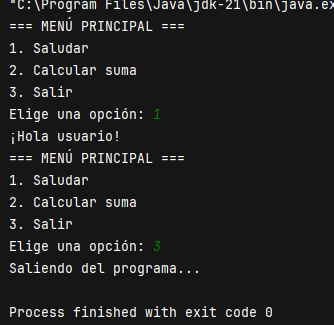 "C:\Program Files\Java\jdk-21\bin\java.ex
=== MENÚ PRINCIPAL ===
1. Saludar
2. Calcular suma
3. Salir
Elige una opción: 1
¡Hola usuario!
=== MENÚ PRINCIPAL ===
1. Saludar
2. Calcular suma
3. Salir
Elige una opción: 3
Saliendo del programa...
Process finished with exit code 0